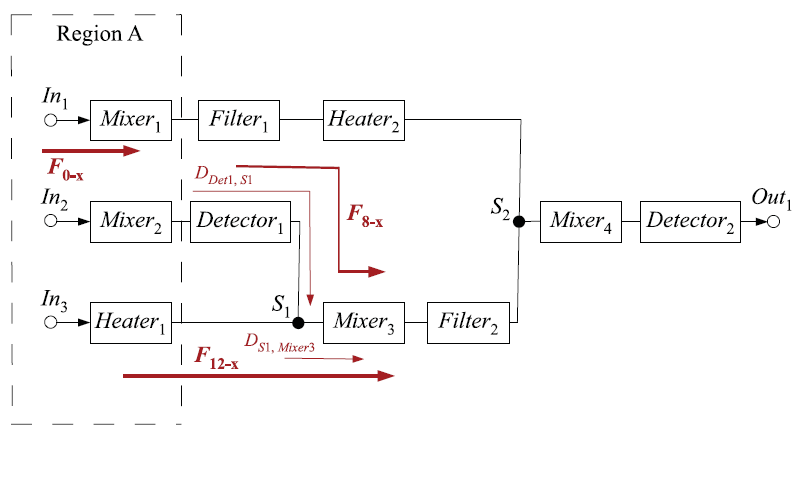 Region A
In1
Mixer1 Filter1 Heater2
F0-x
DDet1, S1
In2
Mixer2 Detector1
F8-x
S2
Mixer4 Detector2
Out1
In3
Heater1
S1
Mixer3 Filter2
DS1, Mixer3
F12-x